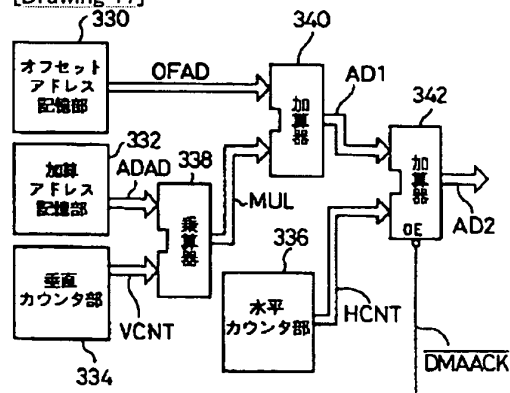 [Drawing 17]
330
オフセット
アドレス
記憶部
OFAD
340
加算器
AD1
342
加算器
OE
AD2
332
加算
アドレス
記憶部
ADAD
338
乗算器
MUL
336
水平
カウンタ部
HCNT
垂直
カウンタ部
VCNT
334
DMAACK